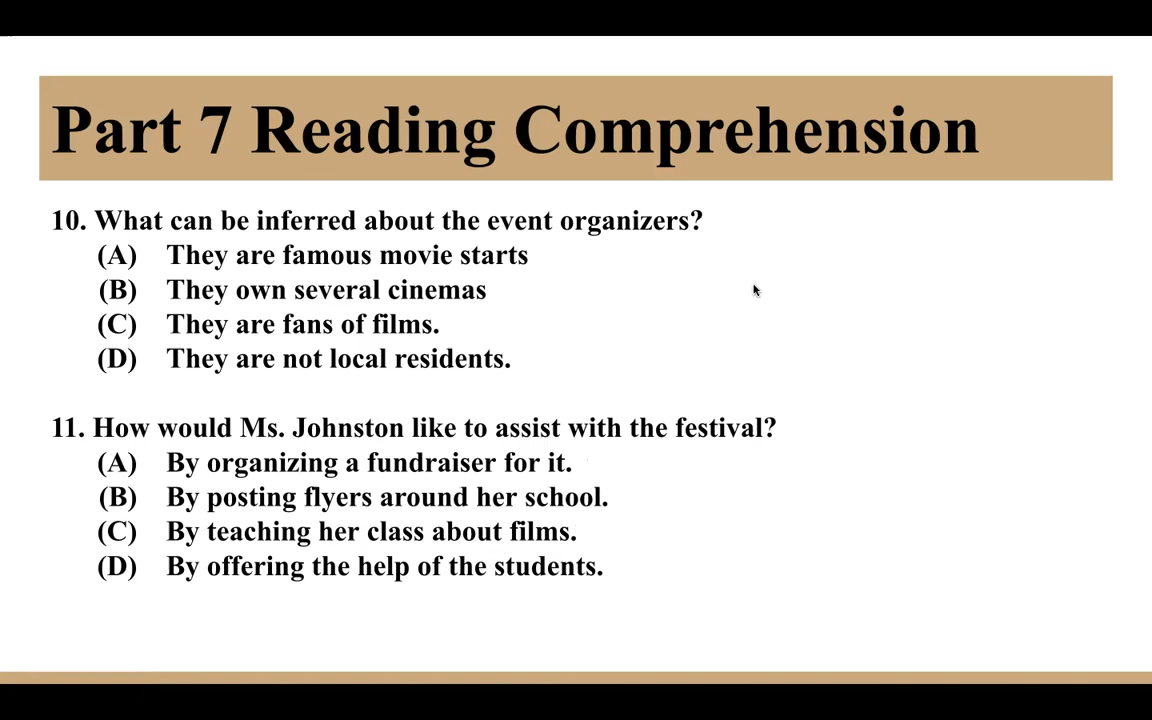 Part 7 Reading Comprehension
10. What can be inferred about the event organizers?
(A) They are famous movie starts
(B) They own several cinemas
(C) They are fans of films.
(D) They are not local residents.
11. How would Ms. Johnston like to assist with the festival?
(A) By organizing a fundraiser for it.
(B) By posting flyers around her school.
(C) By teaching her class about films.
(D) By offering the help of the students.